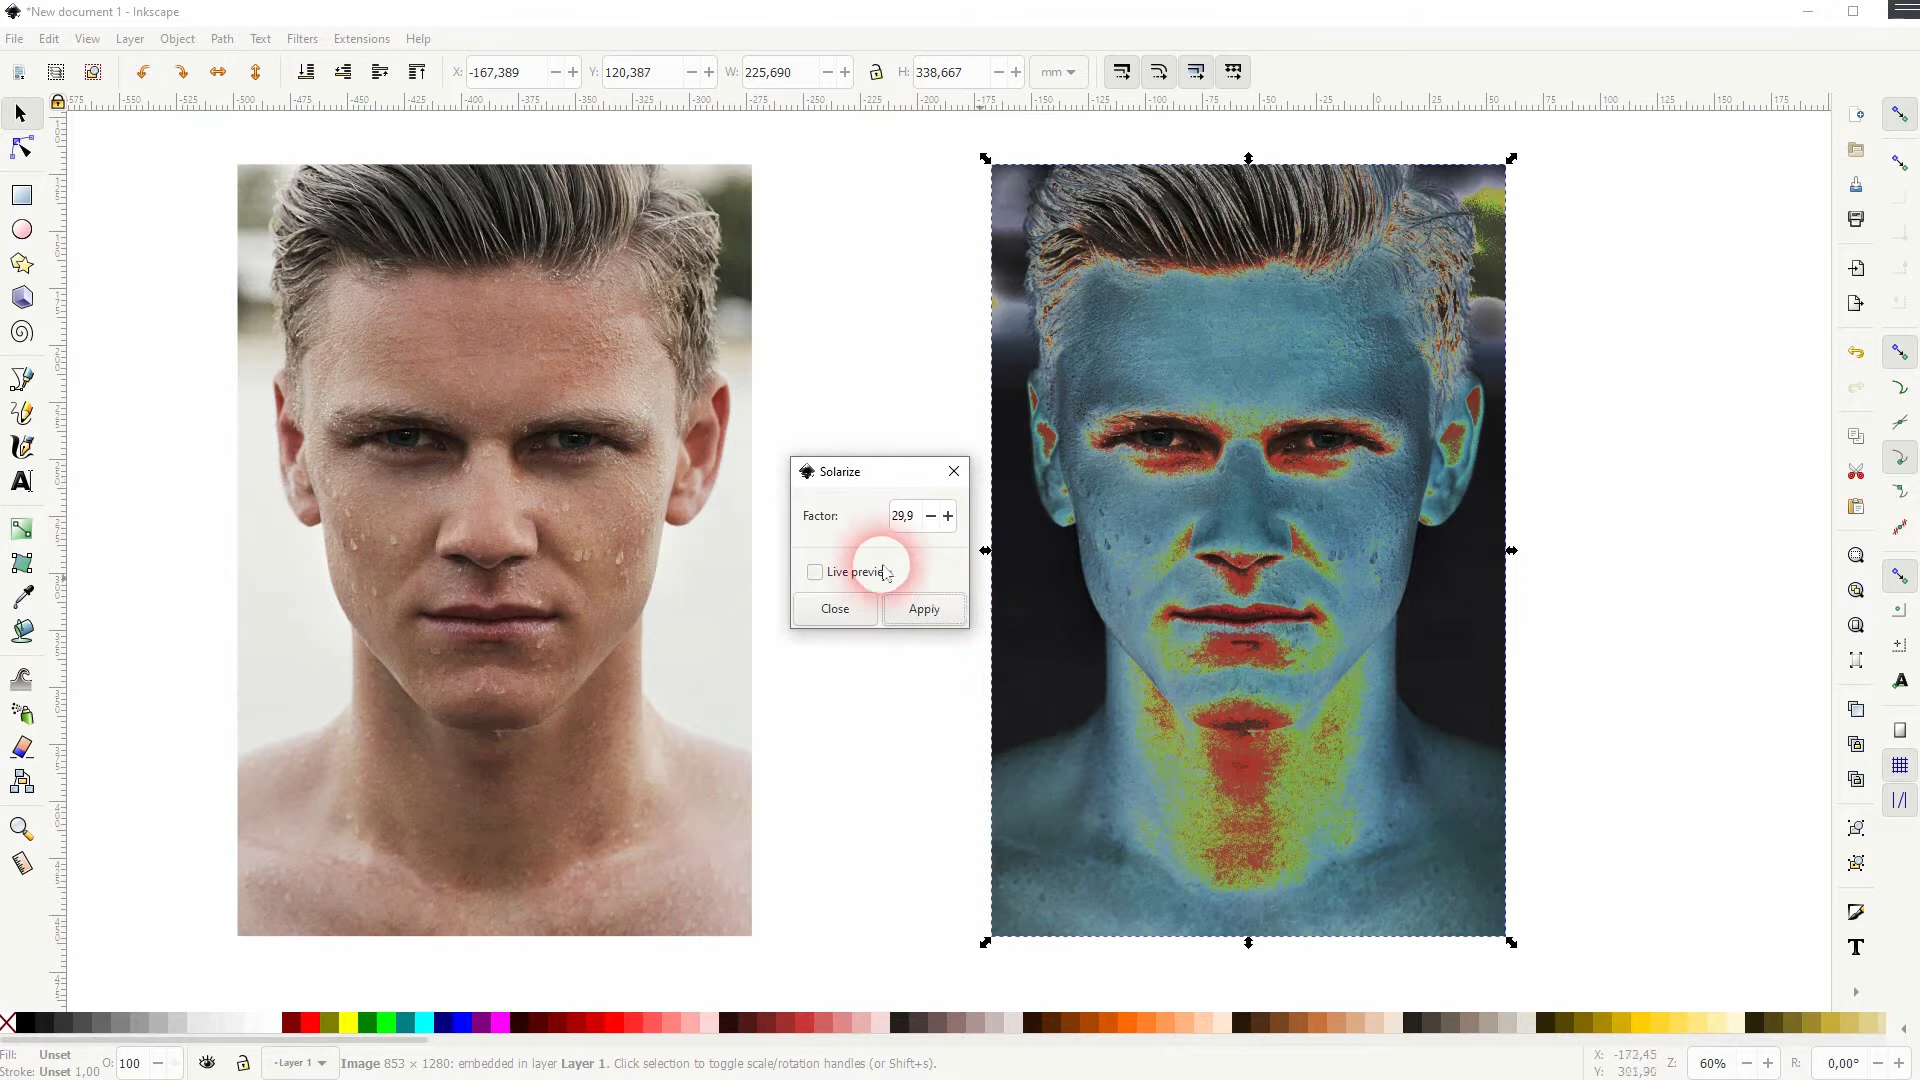 *New document 1 - Inkscape
File Edit View Layer Object Path Text Filters Extensions Help
X: -167,389 Y: 120,387 W: 225,690 H: 338,667 mm
Solarize
Factor: 29,9
Live previe
Close Apply
Fill: Unset
Stroke: Unset 1,00
O: 100
-Layer 1
Image 853 × 1280: embedded in layer Layer 1. Click selection to toggle scale/rotation handles (or Shift+s).
X: -172,45
Y: 301,90
Z: 60%
R: 0,00°